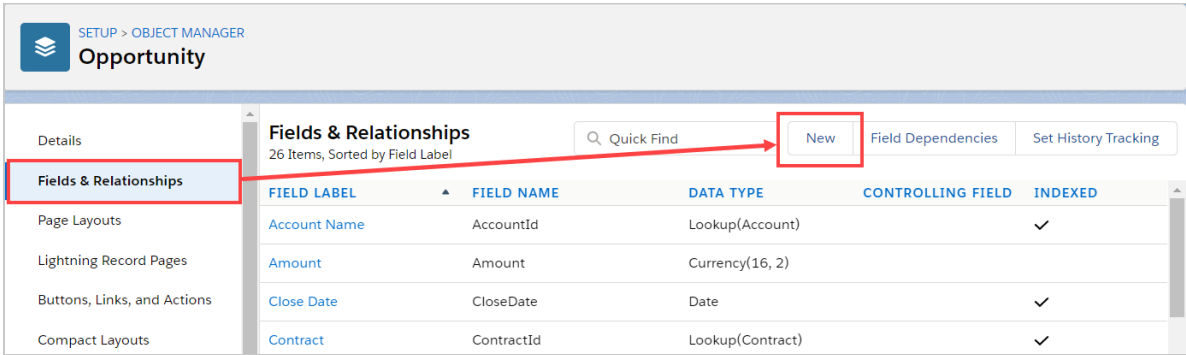 SETUP > OBJECT MANAGER
Opportunity
Details
Fields & Relationships
Page Layouts
Lightning Record Pages
Buttons, Links, and Actions
Compact Layouts
Fields & Relationships
26 Items, Sorted by Field Label
Quick Find
New
Field Dependencies
Set History Tracking
FIELD LABEL FIELD NAME DATA TYPE CONTROLLING FIELD INDEXED
Account Name AccountId Lookup(Account)
Amount Amount Currency(16, 2)
Close Date CloseDate Date
Contract ContractId Lookup(Contract)